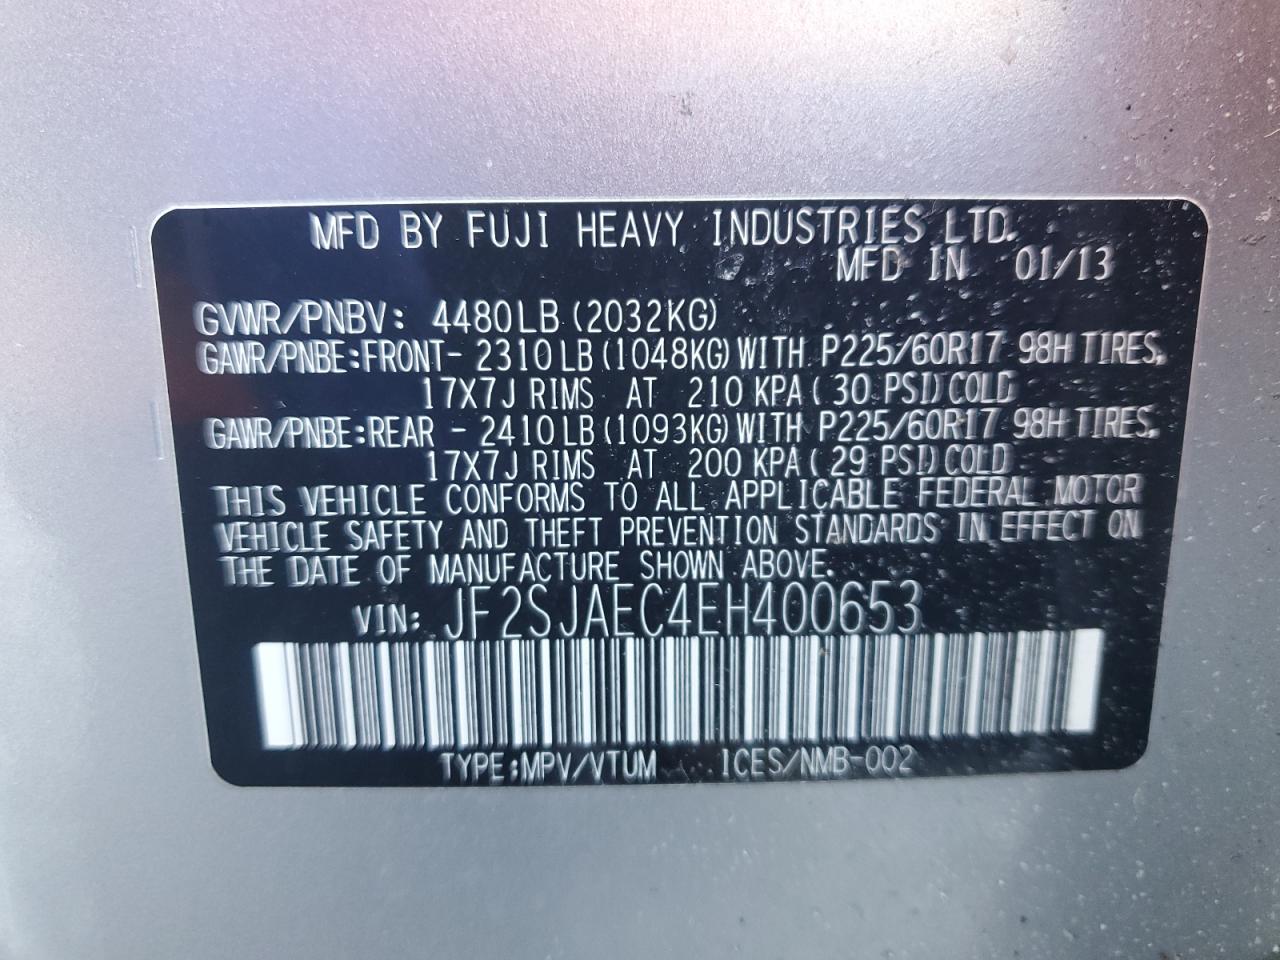 MFD BY FUJI HEAVY INDUSTRIES LTD.
MFD IN 01/13
GVWR/PNBV: 4480LB (2032KG)
GAWR/PNBE:FRONT- 2310LB (1048KG) WITH P225/60R17 98H TIRES,
17X7J RIMS AT 210 KPA (30 PSI) COLD
GAWR/PNBE:REAR - 2410LB (1093KG) WITH P225/60R17 98H TIRES,
17X7J RIMS AT 200 KPA (29 PSI) COLD
THIS VEHICLE CONFORMS TO ALL APPLICABLE FEDERAL MOTOR
VEHICLE SAFETY AND THEFT PREVENTION STANDARDS IN EFFECT ON
THE DATE OF MANUFACTURE SHOWN ABOVE.
VIN: JF2SJAEC4EH400653
TYPE:MPV/VTUM ICES/NMB-002